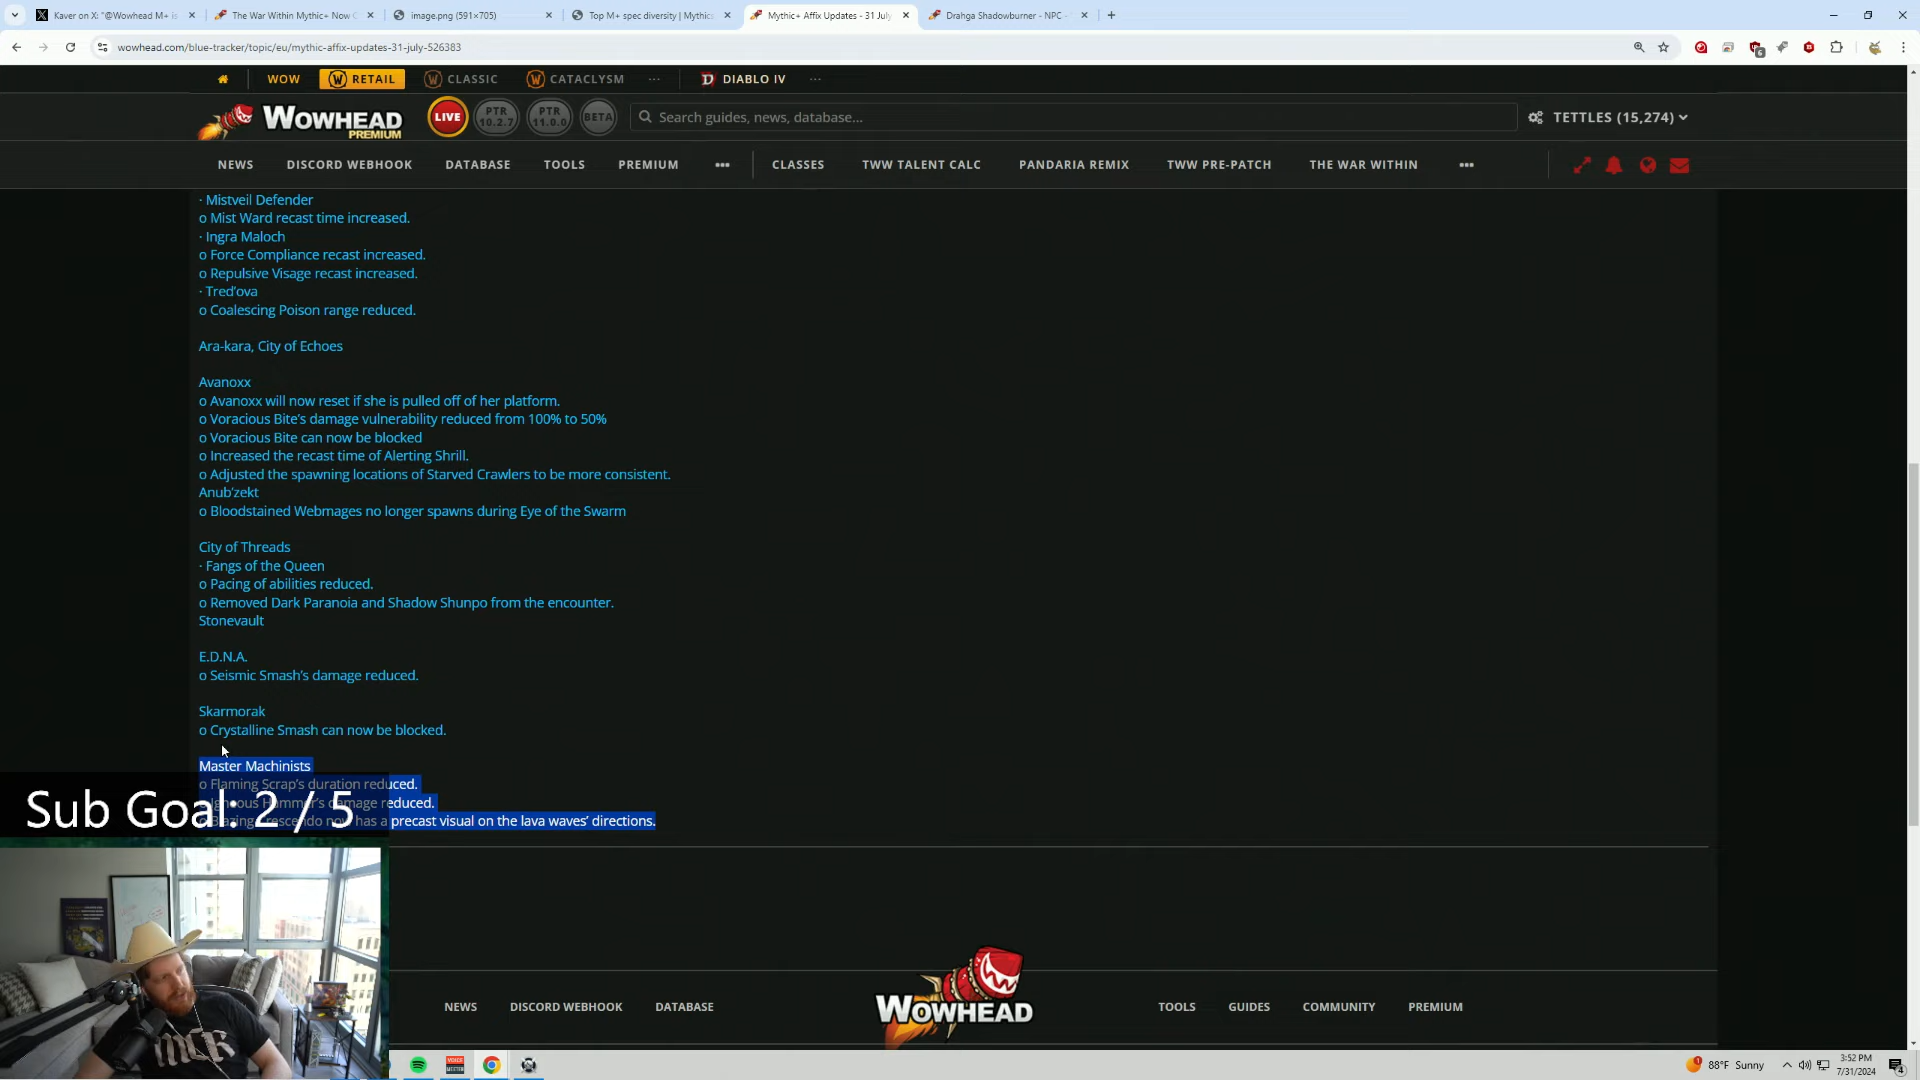 Kaver on X: "@Wowhead M+ is
The War Within Mythic+ Now
image.png (591×705)
Top M+ spec diversity | Mythics
Mythic+ Affix Updates - 31 July
Drahga Shadowburner - NPC -
wowhead.com/blue-tracker/topic/eu/mythic-affix-updates-31-july-526383
WOW
RETAIL
CLASSIC
CATACLYSM
DIABLO IV
WOWHEAD
PREMIUM
LIVE
PTR 10.2.7
PTR 11.0.0
BETA
Search guides, news, database...
TETTLES (15,274)
NEWS
DISCORD WEBHOOK
DATABASE
TOOLS
PREMIUM
CLASSES
TWW TALENT CALC
PANDARIA REMIX
TWW PRE-PATCH
THE WAR WITHIN
· Mistveil Defender
o Mist Ward recast time increased.
· Ingra Maloch
o Force Compliance recast increased.
o Repulsive Visage recast increased.
· Tred'ova
o Coalescing Poison range reduced.
Ara-kara, City of Echoes
Avanoxx
o Avanoxx will now reset if she is pulled off of her platform.
o Voracious Bite's damage vulnerability reduced from 100% to 50%
o Voracious Bite can now be blocked
o Increased the recast time of Alerting Shrill.
o Adjusted the spawning locations of Starved Crawlers to be more consistent.
Anub'zekt
o Bloodstained Webmages no longer spawns during Eye of the Swarm
City of Threads
· Fangs of the Queen
o Pacing of abilities reduced.
o Removed Dark Paranoia and Shadow Shunpo from the encounter.
Stonevault
E.D.N.A.
o Seismic Smash's damage reduced.
Skarmorak
o Crystalline Smash can now be blocked.
Master Machinists
o Flaming Scrap's duration reduced.
o Igneous Hammer's damage reduced.
o Blazing Crescendo now has a precast visual on the lava waves' directions.
Sub Goal: 2 / 5
NEWS
DISCORD WEBHOOK
DATABASE
WOWHEAD
TOOLS
GUIDES
COMMUNITY
PREMIUM
88°F Sunny
3:52 PM
7/31/2024